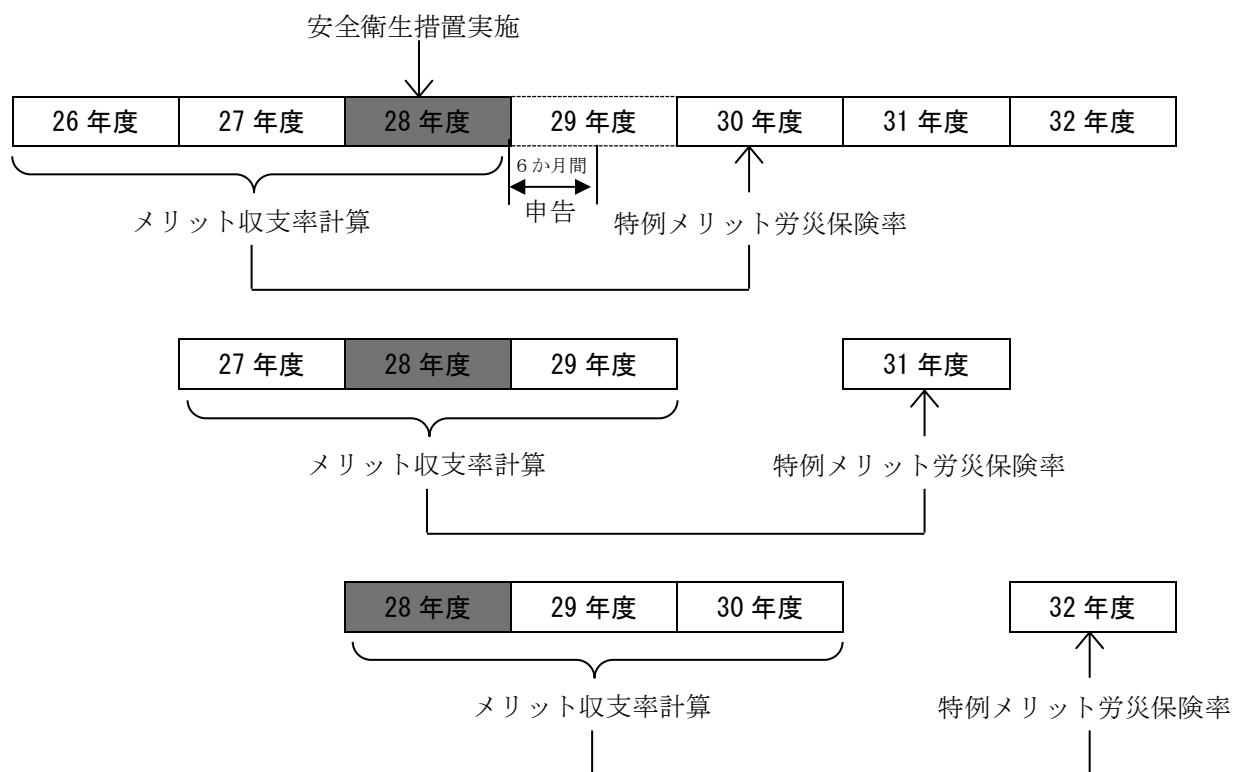 安全衛生措置実施
26 年度 27 年度 28 年度 29 年度 30 年度 31 年度 32 年度
6か月間
申告
メリット収支率計算 特例メリット労災保険率
27 年度 28 年度 29 年度 31 年度
メリット収支率計算 特例メリット労災保険率
28 年度 29 年度 30 年度 32 年度
メリット収支率計算 特例メリット労災保険率